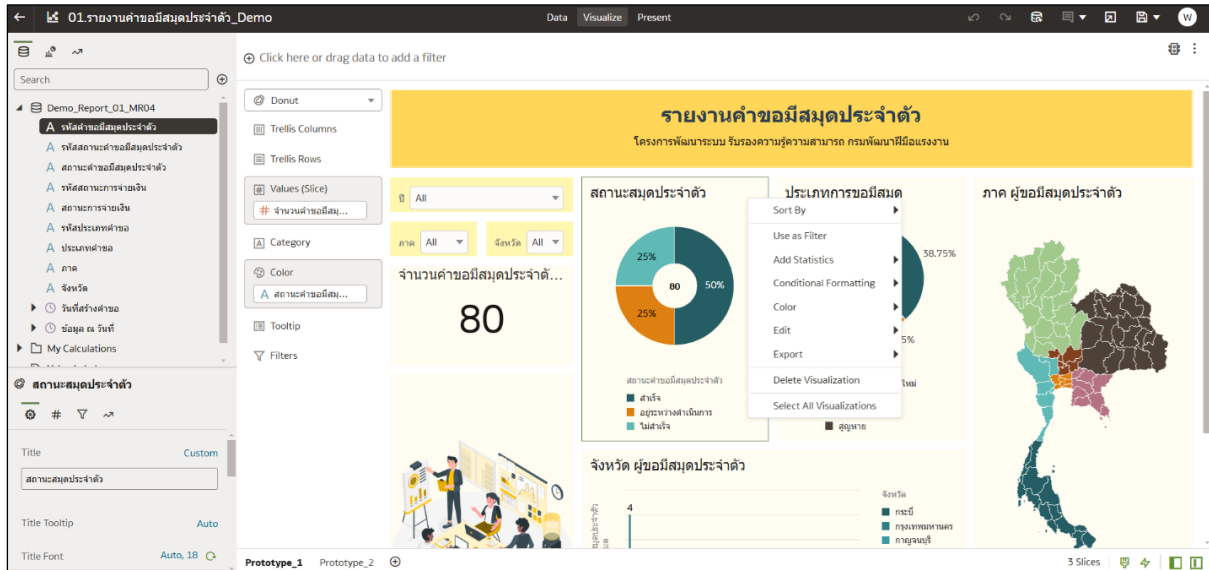 01.รายงานคำขอมีสมุดประจำตัว_Demo
Data Visualize Present
W
Click here or drag data to add a filter
Search
Demo_Report_01_MR04
A รหัสคำขอมีสมุดประจำตัว
A รหัสสถานะคำขอมีสมุดประจำตัว
A สถานะคำขอมีสมุดประจำตัว
A รหัสสถานะการจ่ายเงิน
A สถานะการจ่ายเงิน
A รหัสประเภทคำขอ
A ประเภทคำขอ
A ภาค
A จังหวัด
วันที่สร้างคำขอ
ข้อมูล ณ วันที่
My Calculations
สถานะสมุดประจำตัว
#
Title Custom
สถานะสมุดประจำตัว
Title Tooltip Auto
Title Font Auto, 18
Donut
Trellis Columns
Trellis Rows
Values (Slice)
# จำนวนคำขอมีสมุ...
Category
Color
A สถานะคำขอมีสมุ...
Tooltip
Filters
รายงานคำขอมีสมุดประจำตัว
โครงการพัฒนาระบบ รับรองความรู้ความสามารถ กรมพัฒนาฝีมือแรงงาน
ปี All
ภาค All จังหวัด All
จำนวนคำขอมีสมุดประจำตั...
80
สถานะสมุดประจำตัว
25%
80 50%
25%
สถานะคำขอมีสมุดประจำตัว
สำเร็จ
อยู่ระหว่างดำเนินการ
ไม่สำเร็จ
ประเภทการขอมีสมุด
38.75%
5%
ใหม่
สูญหาย
Sort By
Use as Filter
Add Statistics
Conditional Formatting
Color
Edit
Export
Delete Visualization
Select All Visualizations
ภาค ผู้ขอมีสมุดประจำตัว
จังหวัด ผู้ขอมีสมุดประจำตัว
4
จังหวัด
กระบี่
กรุงเทพมหานคร
กาญจนบุรี
Prototype_1 Prototype_2
3 Slices